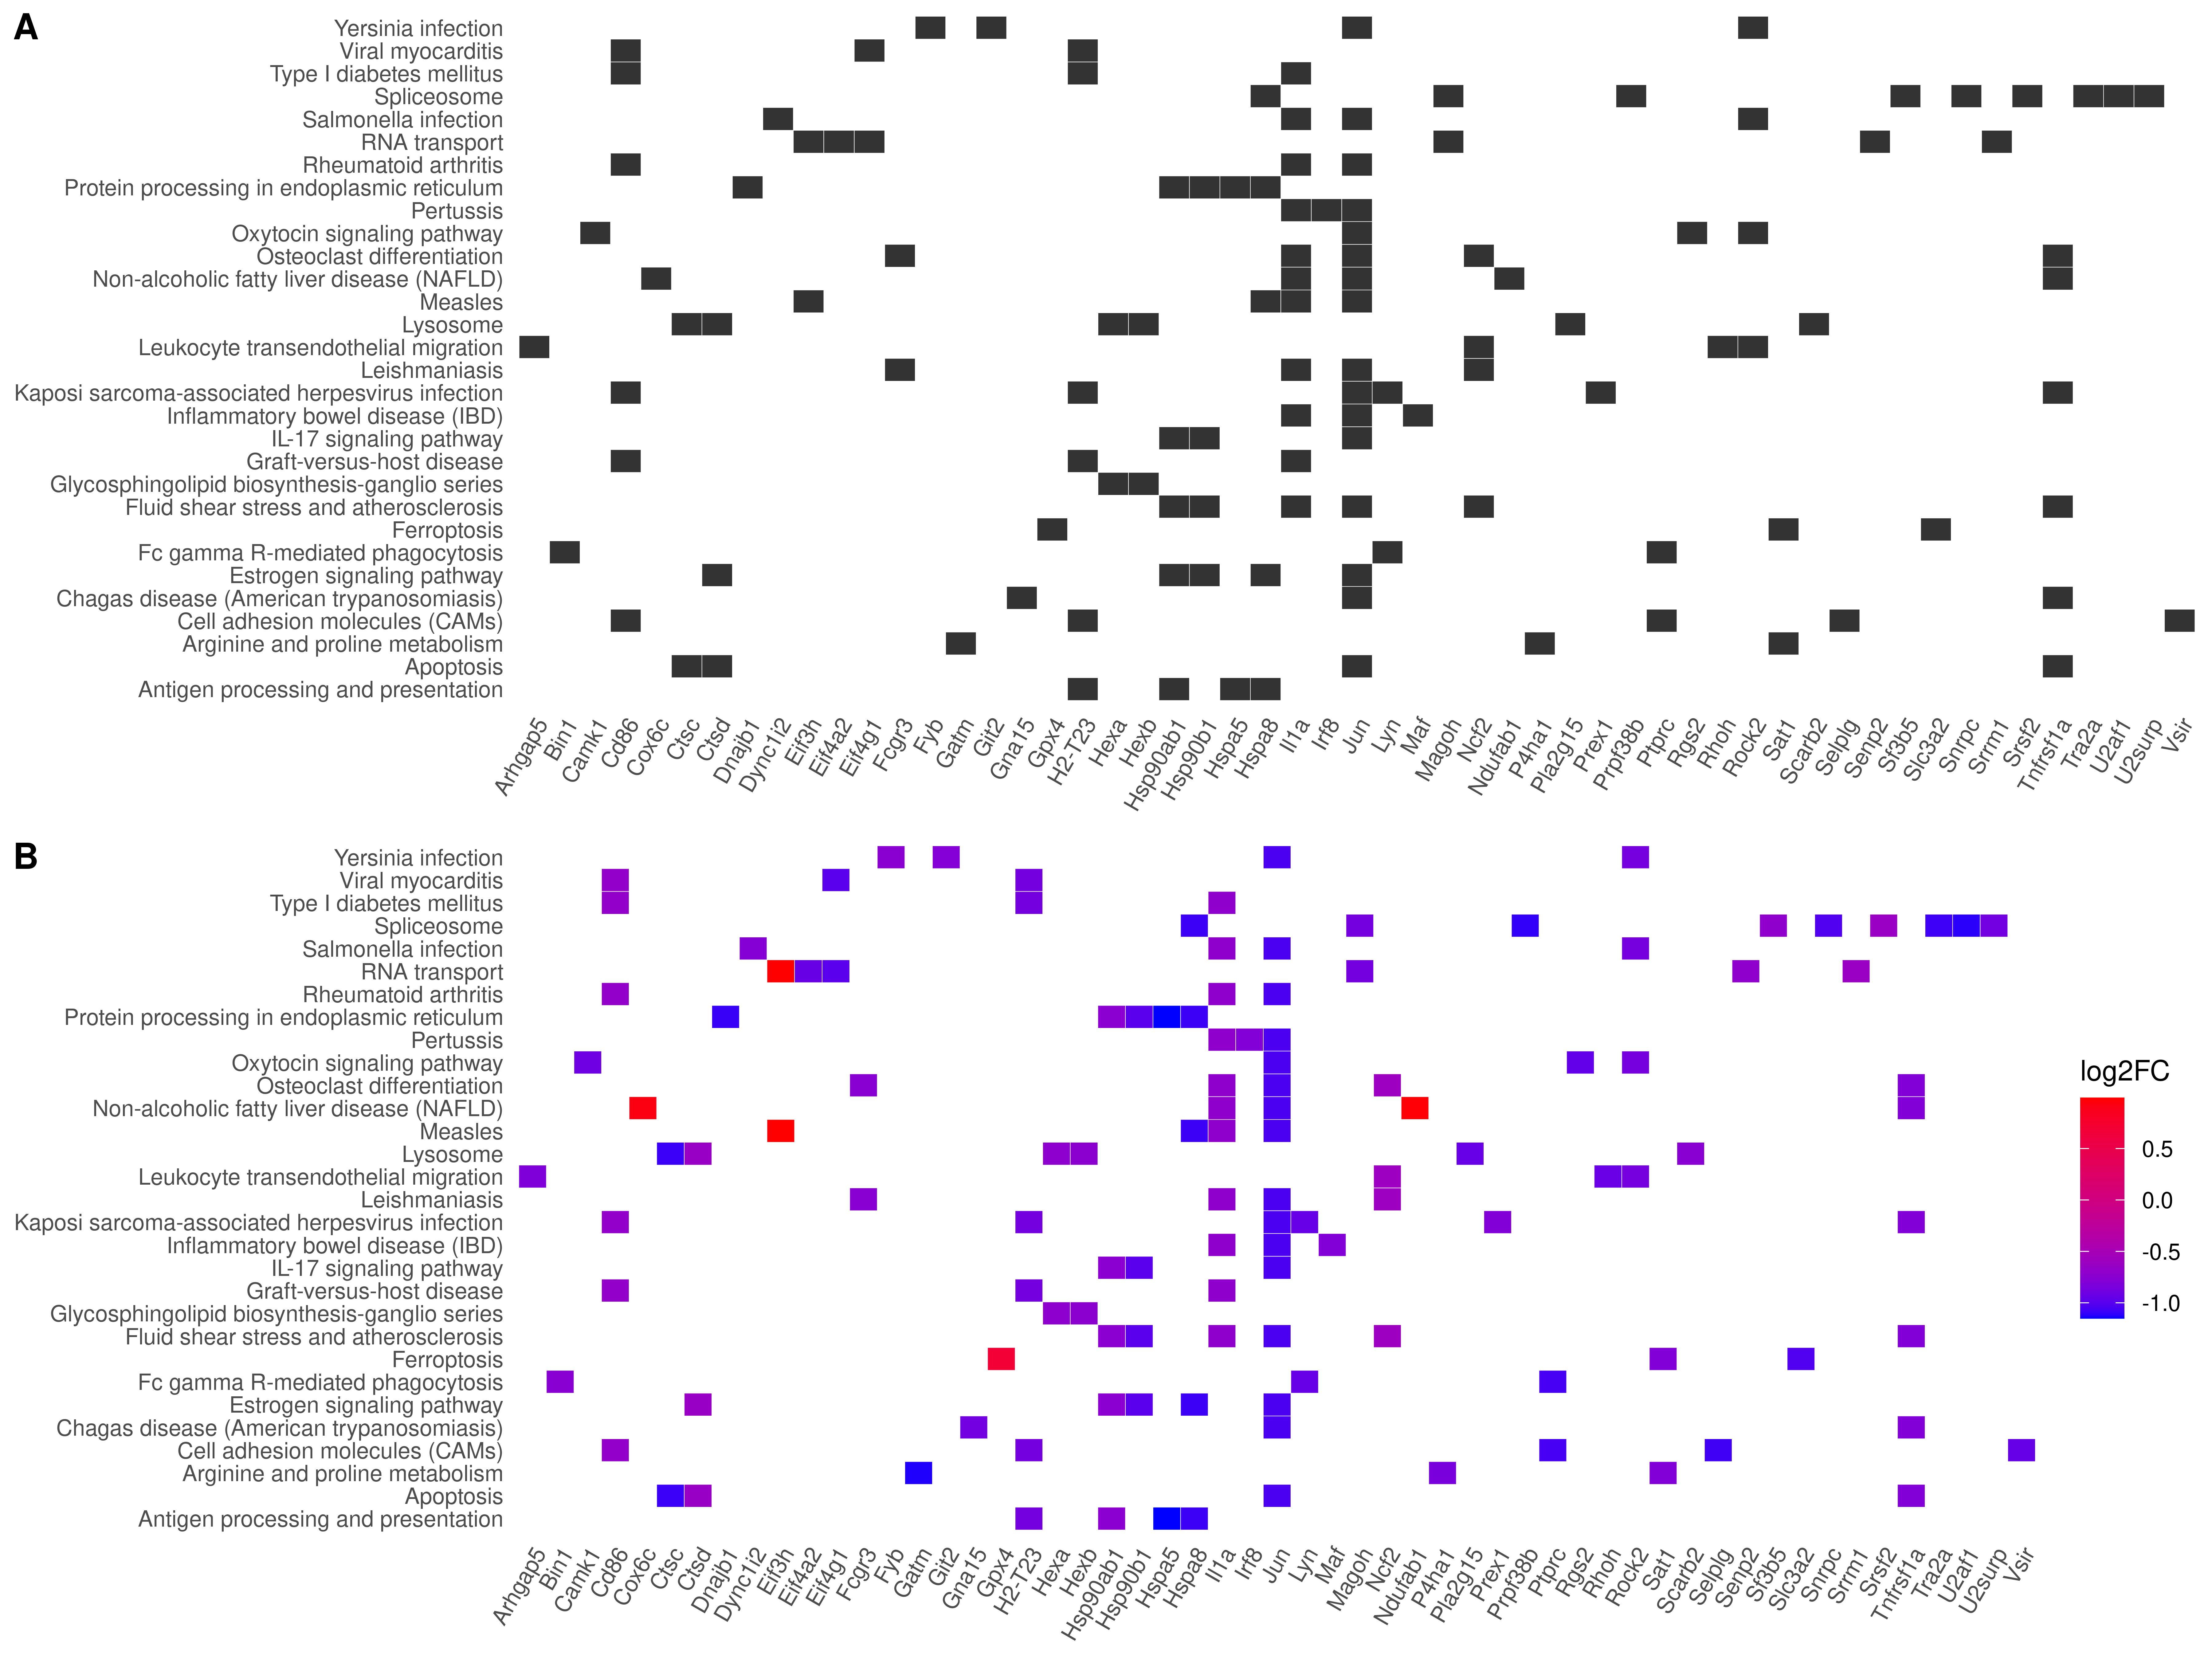 A
Yersinia infection
Viral myocarditis
Type I diabetes mellitus
Spliceosome
Salmonella infection
RNA transport
Rheumatoid arthritis
Protein processing in endoplasmic reticulum
Pertussis
Oxytocin signaling pathway
Osteoclast differentiation
Non-alcoholic fatty liver disease (NAFLD)
Measles
Lysosome
Leukocyte transendothelial migration
Leishmaniasis
Kaposi sarcoma-associated herpesvirus infection
Inflammatory bowel disease (IBD)
IL-17 signaling pathway
Graft-versus-host disease
Glycosphingolipid biosynthesis-ganglio series
Fluid shear stress and atherosclerosis
Ferroptosis
Fc gamma R-mediated phagocytosis
Estrogen signaling pathway
Chagas disease (American trypanosomiasis)
Cell adhesion molecules (CAMs)
Arginine and proline metabolism
Apoptosis
Antigen processing and presentation
Arhgap5
Bin1
Camk1
Cd86
Cox6c
Ctsc
Ctsd
Dnajb1
Dync1i2
Eif3h
Eif4a2
Eif4g1
Fcgr3
Fyb
Gatm
Git2
Gna15
Gpx4
H2-T23
Hexa
Hexb
Hsp90ab1
Hsp90b1
Hspa5
Hspa8
Il1a
Irf8
Jun
Lyn
Maf
Magoh
Ncf2
Ndufab1
P4ha1
Pla2g15
Prex1
Prpf38b
Ptprc
Rgs2
Rhoh
Rock2
Sat1
Scarb2
Selplg
Senp2
Sf3b5
Slc3a2
Snrpc
Srrm1
Srsf2
Tnfrsf1a
Tra2a
U2af1
U2surp
Vsir
B
Yersinia infection
Viral myocarditis
Type I diabetes mellitus
Spliceosome
Salmonella infection
RNA transport
Rheumatoid arthritis
Protein processing in endoplasmic reticulum
Pertussis
Oxytocin signaling pathway
Osteoclast differentiation
Non-alcoholic fatty liver disease (NAFLD)
Measles
Lysosome
Leukocyte transendothelial migration
Leishmaniasis
Kaposi sarcoma-associated herpesvirus infection
Inflammatory bowel disease (IBD)
IL-17 signaling pathway
Graft-versus-host disease
Glycosphingolipid biosynthesis-ganglio series
Fluid shear stress and atherosclerosis
Ferroptosis
Fc gamma R-mediated phagocytosis
Estrogen signaling pathway
Chagas disease (American trypanosomiasis)
Cell adhesion molecules (CAMs)
Arginine and proline metabolism
Apoptosis
Antigen processing and presentation
Arhgap5
Bin1
Camk1
Cd86
Cox6c
Ctsc
Ctsd
Dnajb1
Dync1i2
Eif3h
Eif4a2
Eif4g1
Fcgr3
Fyb
Gatm
Git2
Gna15
Gpx4
H2-T23
Hexa
Hexb
Hsp90ab1
Hsp90b1
Hspa5
Hspa8
Il1a
Irf8
Jun
Lyn
Maf
Magoh
Ncf2
Ndufab1
P4ha1
Pla2g15
Prex1
Prpf38b
Ptprc
Rgs2
Rhoh
Rock2
Sat1
Scarb2
Selplg
Senp2
Sf3b5
Slc3a2
Snrpc
Srrm1
Srsf2
Tnfrsf1a
Tra2a
U2af1
U2surp
Vsir
log2FC
0.5
0.0
-0.5
-1.0